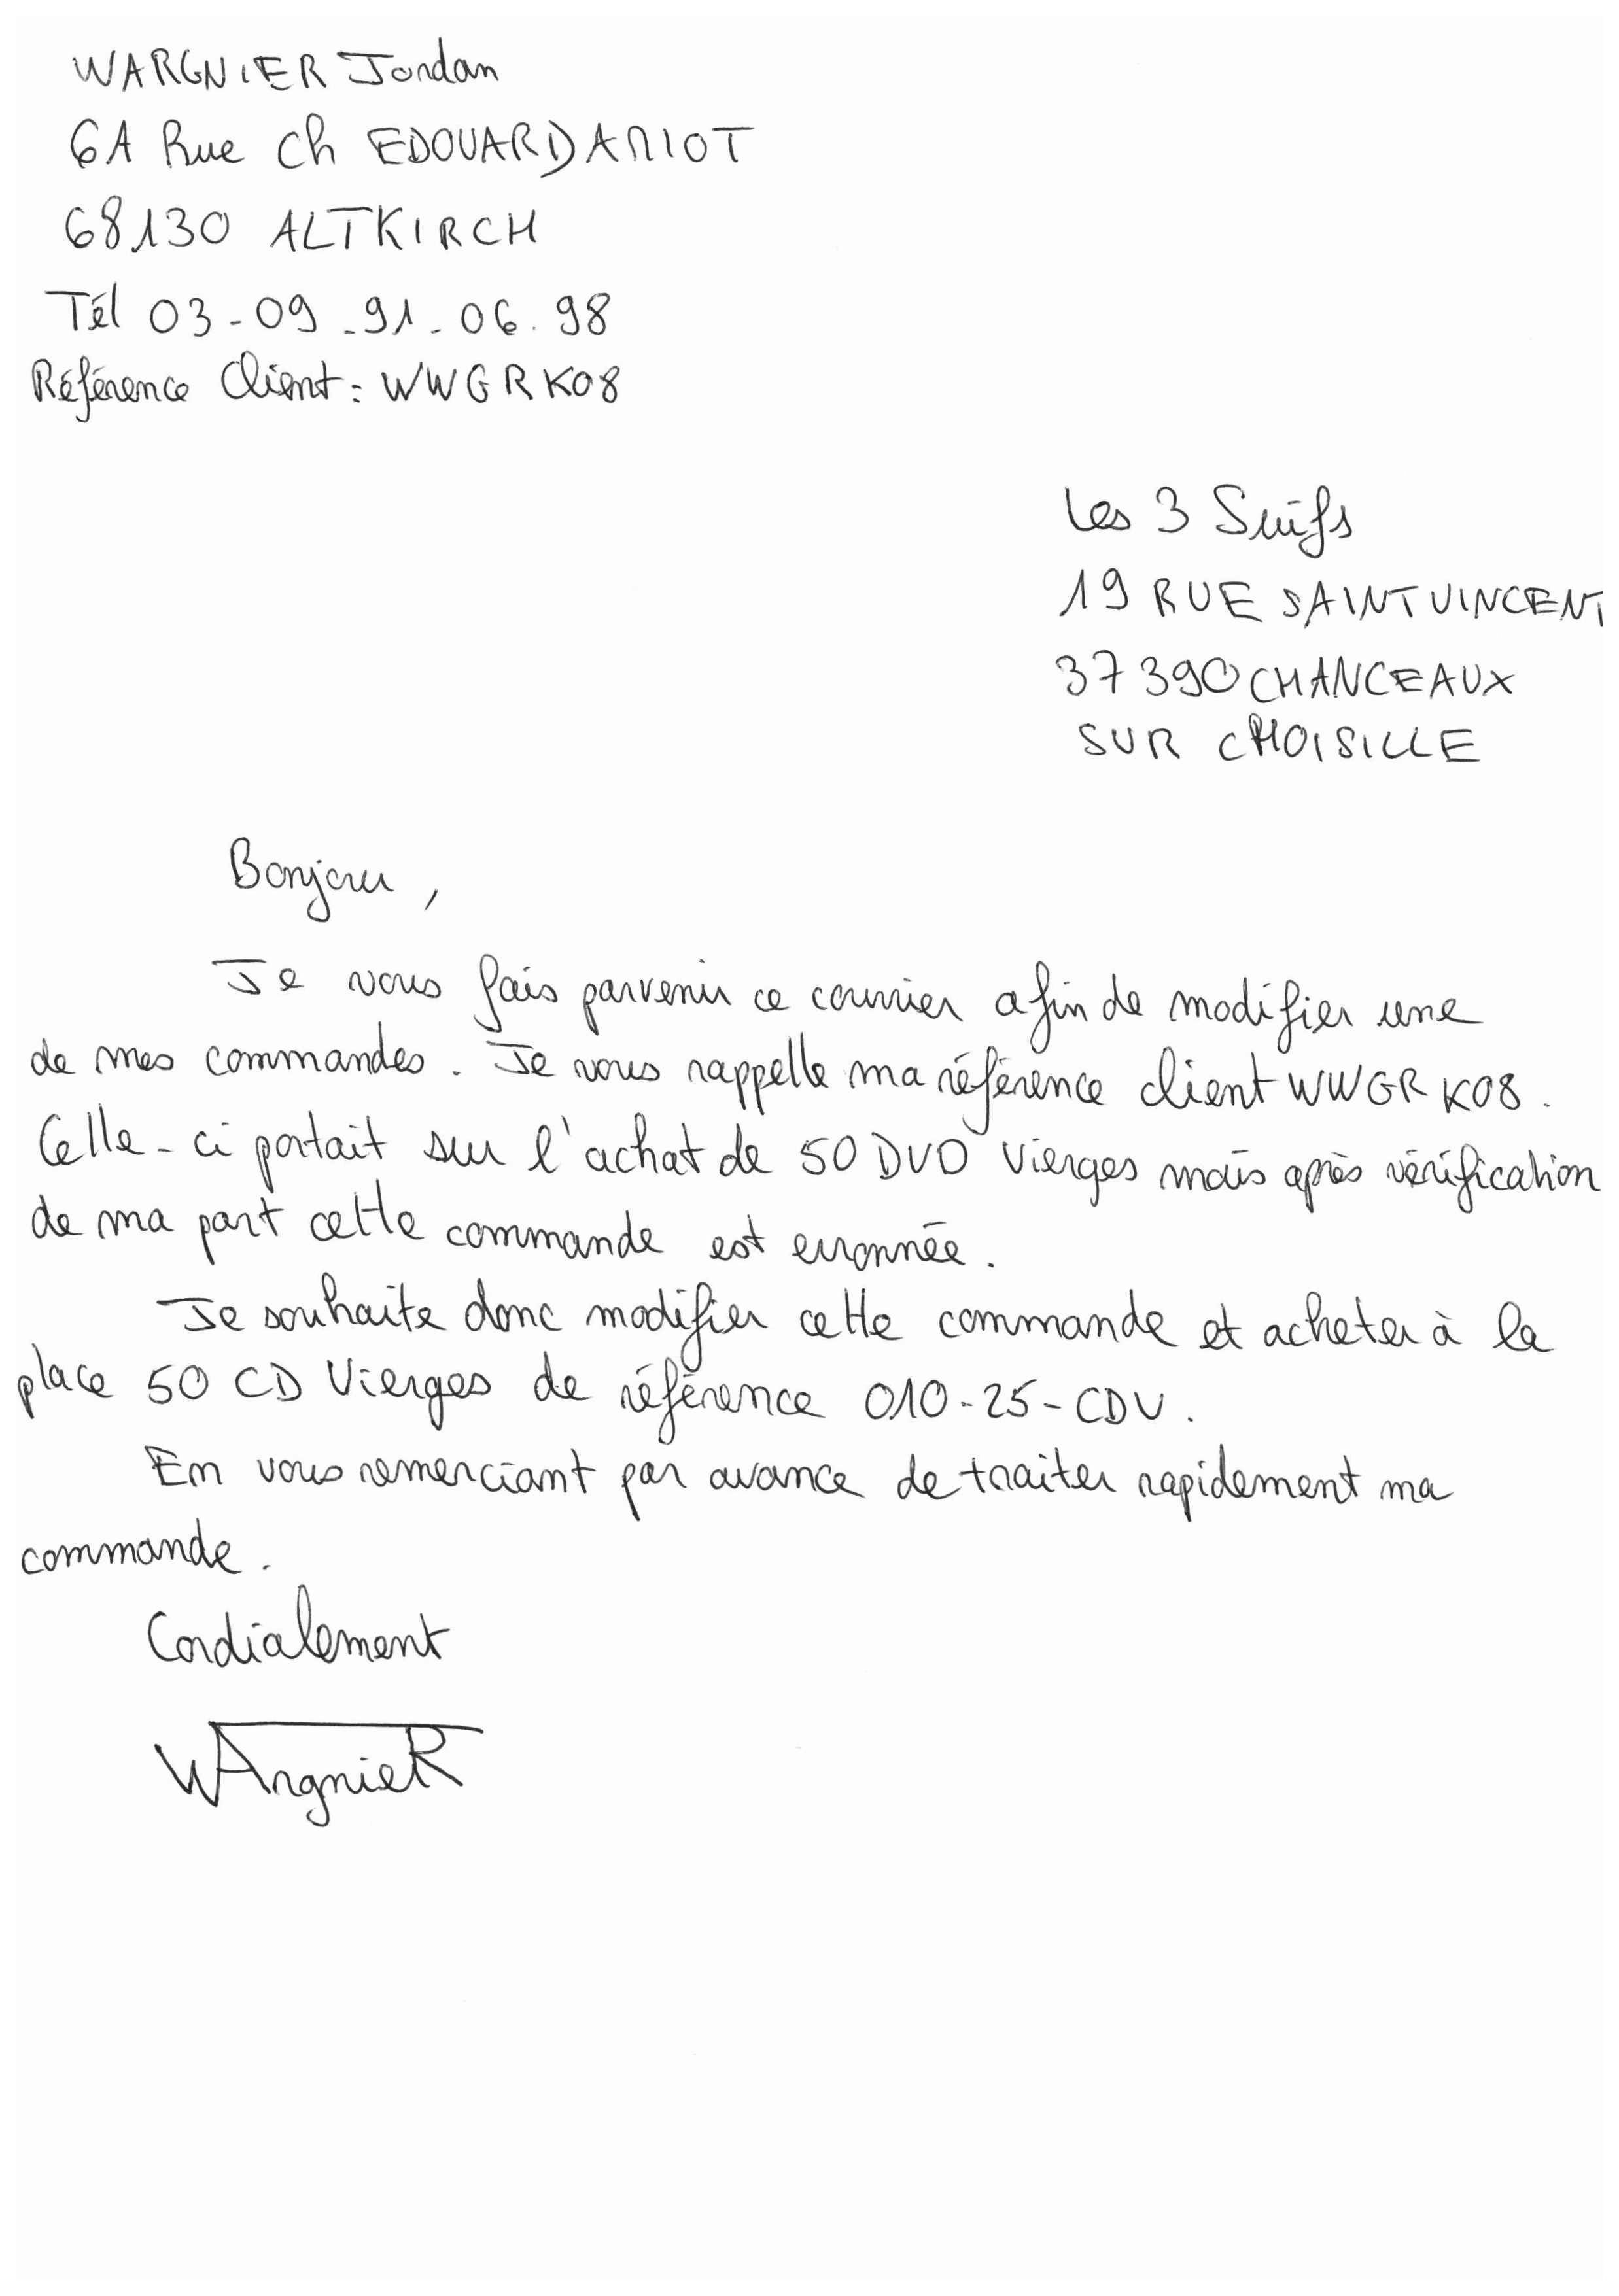 WARGNIER Jordan
6A Rue Ch EDOUARD AMIOT
68130 ALTKIRCH
Tél 03-09-91-06.98
Référence Client : WWGRK08
Les 3 Suifs
19 RUE SAINT VINCENT
37390 CHANCEAUX
SUR CHOISILLE
Bonjour,
Je vous fais parvenir ce courrier afin de modifier une
de mes commandes. Je vous rappelle ma référence client WWGRK08.
Celle-ci portait sur l'achat de 50 DVD Vierges mais après vérification
de ma part cette commande est erronnée.
Je souhaite donc modifier cette commande et acheter à la
place 50 CD Vierges de référence 010-25-CDV.
En vous remerciant par avance de traiter rapidement ma
commande.
Cordialement
WArgnieR